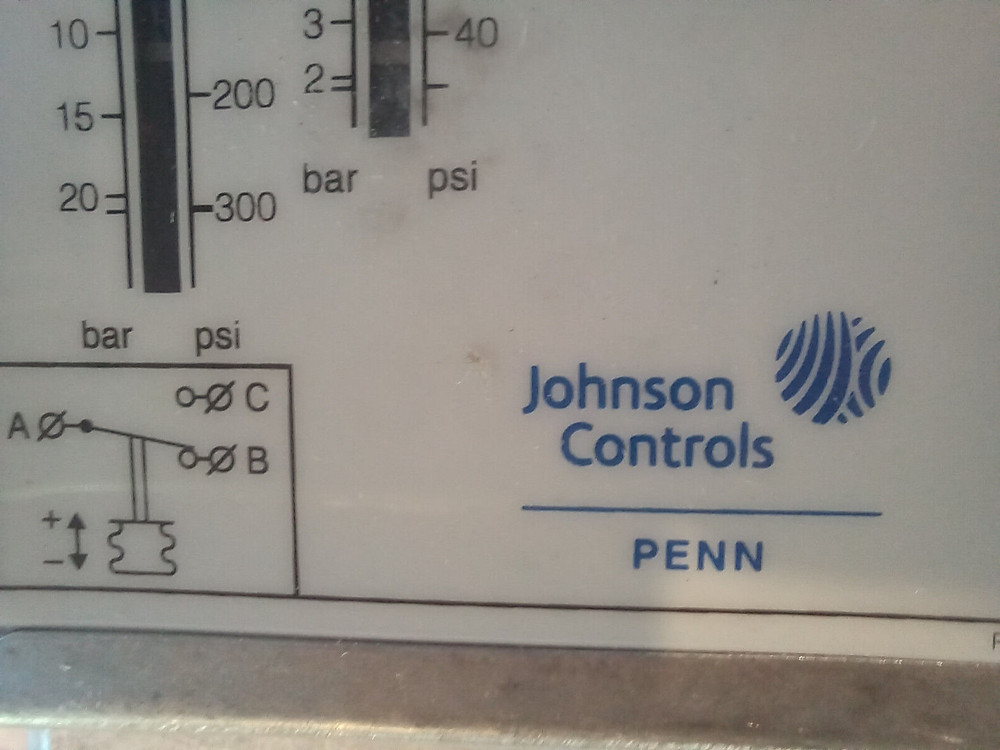 10
15
20
200
300
bar psi
3
2
40
bar psi
A
C
B
+
−
Johnson
Controls
PENN